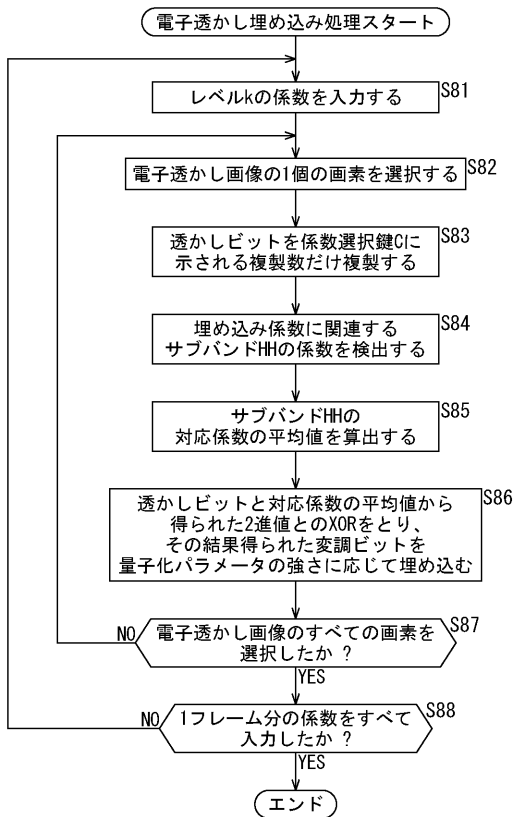 電子透かし埋め込み処理スタート
レベルkの係数を入力する
S81
電子透かし画像の1個の画素を選択する
S82
透かしビットを係数選択鍵Cに
示される複製数だけ複製する
S83
埋め込み係数に関連する
サブバンドHHの係数を検出する
S84
サブバンドHHの
対応係数の平均値を算出する
S85
透かしビットと対応係数の平均値から
得られた2進値とのXORをとり、
その結果得られた変調ビットを
量子化パラメータの強さに応じて埋め込む
S86
電子透かし画像のすべての画素を
選択したか ?
S87
NO
YES
1フレーム分の係数をすべて
入力したか ?
S88
NO
YES
エンド